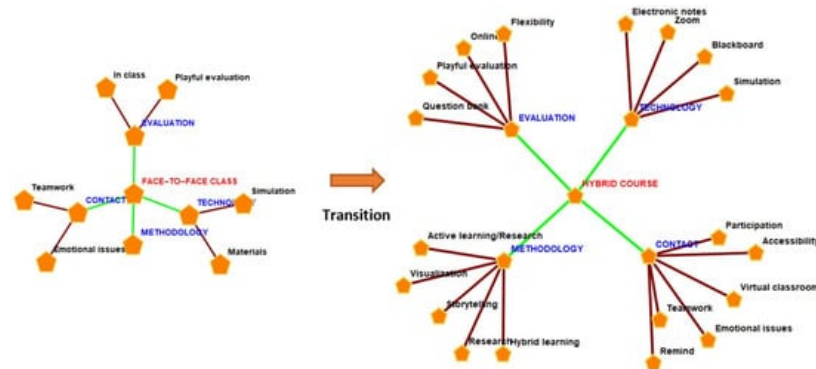 In class
Playful evaluation
EVALUATION
FACE-TO-FACE CLASS
Teamwork
CONTACT
TECHNOLOGY
Simulation
METHODOLOGY
Emotional issues
Materials
Transition
Flexibility
Online
Playful evaluation
Question bank
EVALUATION
Electronic notes
Zoom
Blackboard
Simulation
TECHNOLOGY
HYBRID COURSE
Active learning/Research
METHODOLOGY
Visualization
Storytelling
Research
Hybrid learning
Participation
CONTACT
Accessibility
Virtual classroom
Teamwork
Emotional issues
Remind